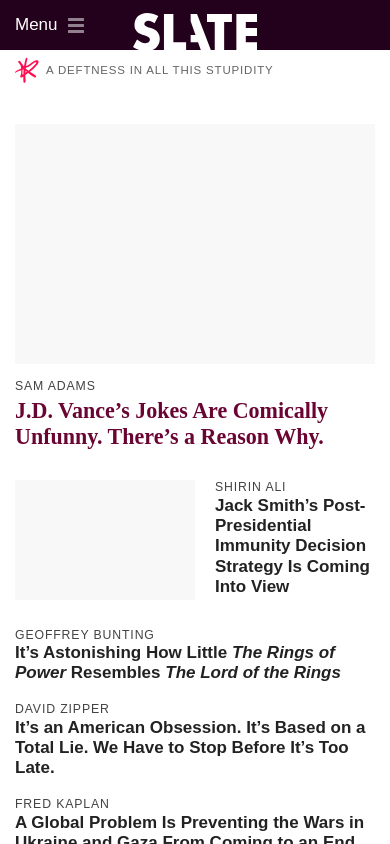 Menu
SLATE
A DEFTNESS IN ALL THIS STUPIDITY
SAM ADAMS
J.D. Vance’s Jokes Are Comically
Unfunny. There’s a Reason Why.
SHIRIN ALI
Jack Smith’s Post-
Presidential
Immunity Decision
Strategy Is Coming
Into View
GEOFFREY BUNTING
It’s Astonishing How Little The Rings of
Power Resembles The Lord of the Rings
DAVID ZIPPER
It’s an American Obsession. It’s Based on a
Total Lie. We Have to Stop Before It’s Too
Late.
FRED KAPLAN
A Global Problem Is Preventing the Wars in
Ukraine and Gaza From Coming to an End